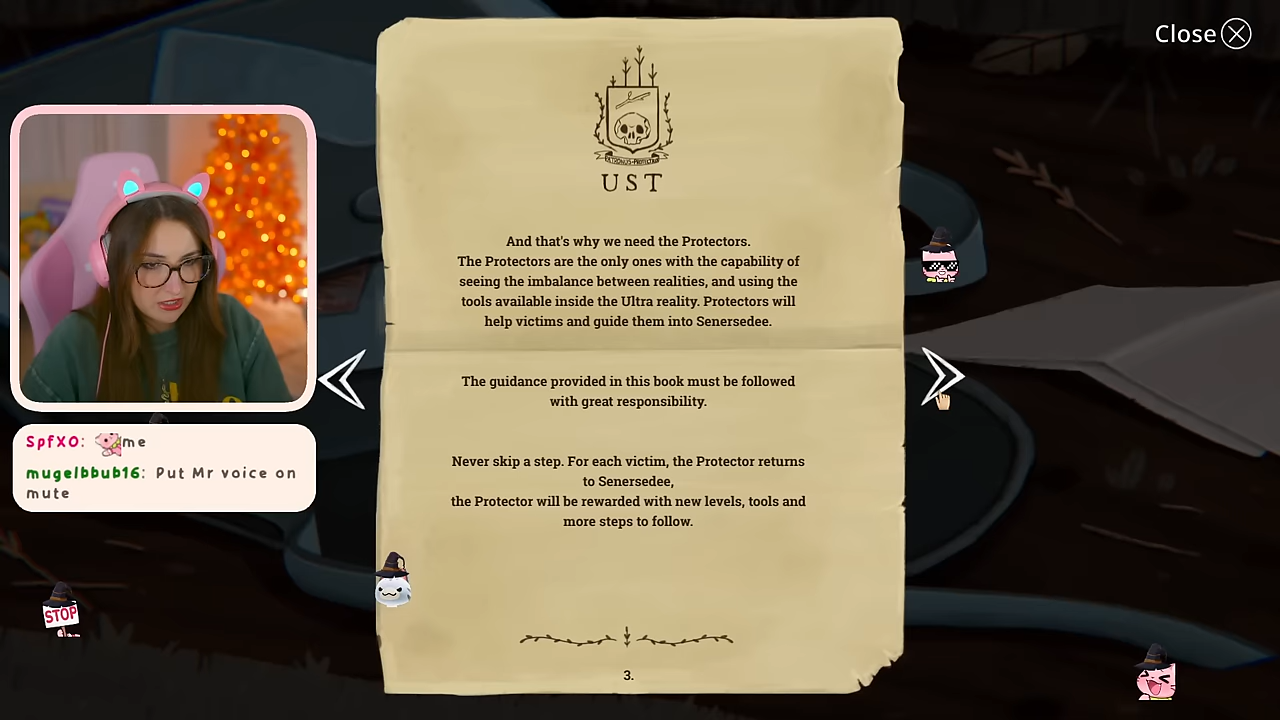 Close
UST
And that's why we need the Protectors.
The Protectors are the only ones with the capability of
seeing the imbalance between realities, and using the
tools available inside the Ultra reality. Protectors will
help victims and guide them into Senersedee.
The guidance provided in this book must be followed
with great responsibility.
Never skip a step. For each victim, the Protector returns
to Senersedee,
the Protector will be rewarded with new levels, tools and
more steps to follow.
3.
SpfXO: me
mugelbbub16: Put Mr voice on
mute
STOP